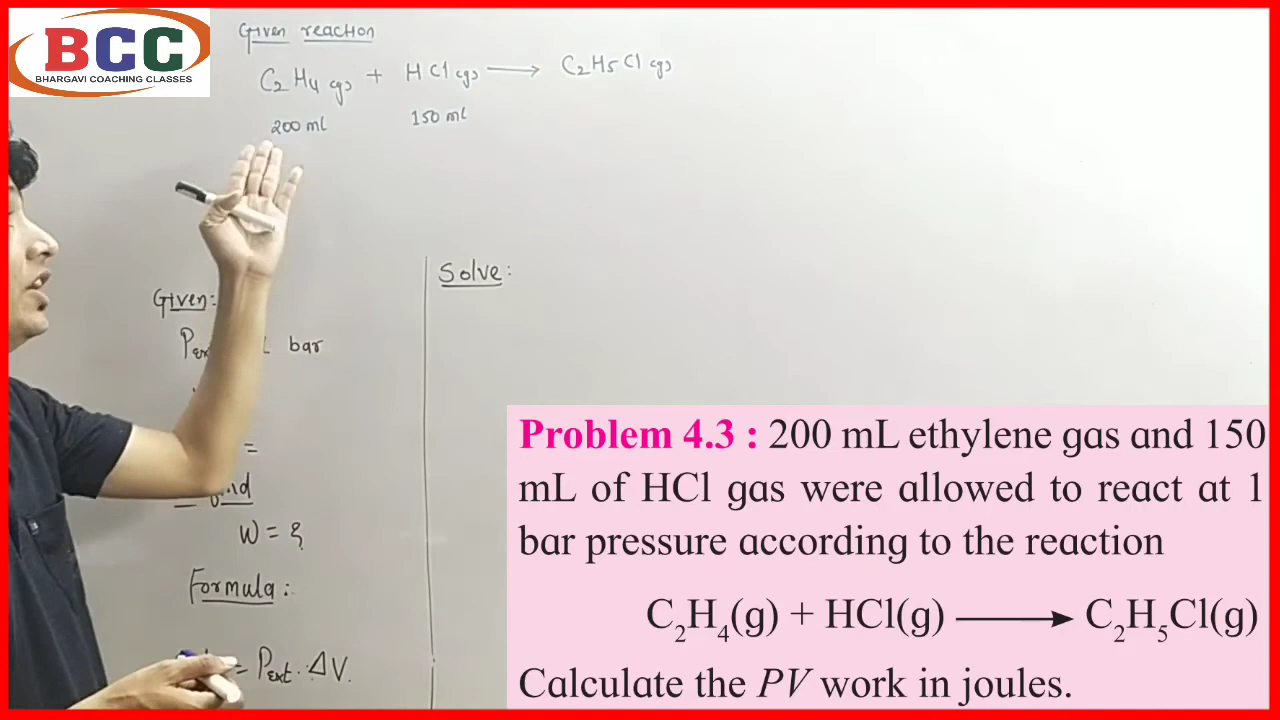 BCC
BHARGAVI COACHING CLASSES
Given reaction
C₂H₄ (g) + HCl (g) ⟶ C₂H₅Cl (g)
200 ml 150 ml
Solve:
Given:
bar
=
W = ?
Formula:
= Pext. ΔV.
Problem 4.3 : 200 mL ethylene gas and 150
mL of HCl gas were allowed to react at 1
bar pressure according to the reaction
C₂H₄(g) + HCl(g) ⟶ C₂H₅Cl(g)
Calculate the PV work in joules.